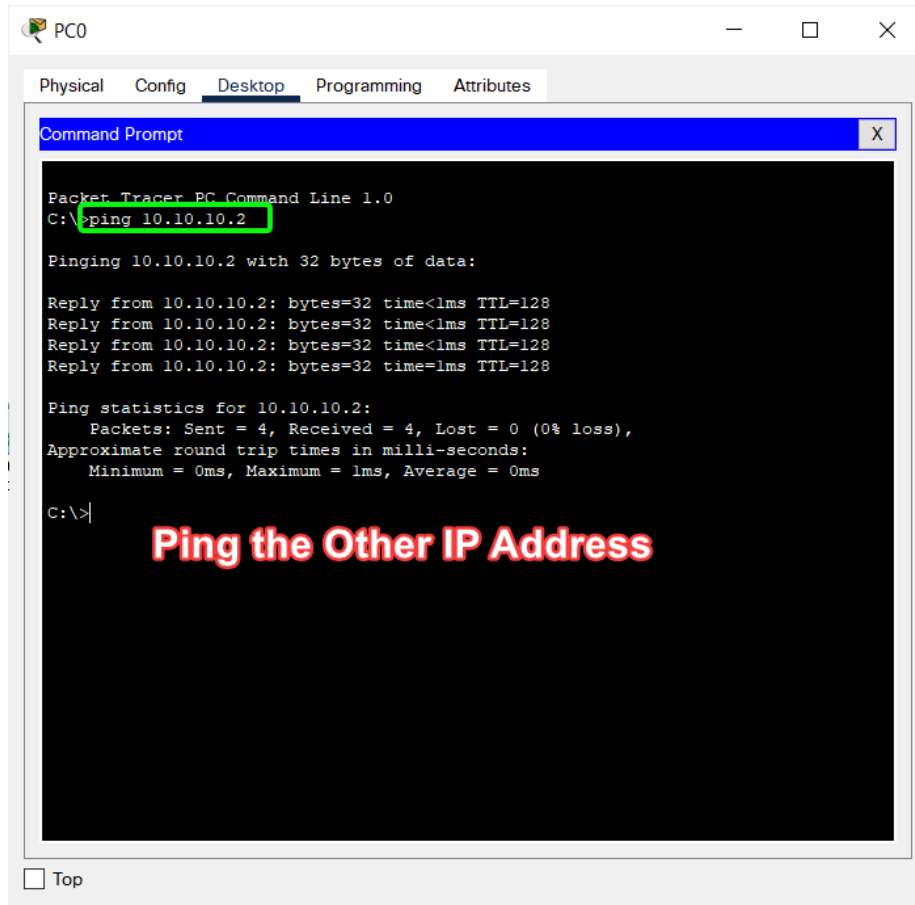 PC0
Physical Config Desktop Programming Attributes
Command Prompt X
Packet Tracer PC Command Line 1.0
C:\>ping 10.10.10.2
Pinging 10.10.10.2 with 32 bytes of data:
Reply from 10.10.10.2: bytes=32 time<1ms TTL=128
Reply from 10.10.10.2: bytes=32 time<1ms TTL=128
Reply from 10.10.10.2: bytes=32 time<1ms TTL=128
Reply from 10.10.10.2: bytes=32 time=1ms TTL=128
Ping statistics for 10.10.10.2:
    Packets: Sent = 4, Received = 4, Lost = 0 (0% loss),
Approximate round trip times in milli-seconds:
    Minimum = 0ms, Maximum = 1ms, Average = 0ms
C:\>
Ping the Other IP Address
Top